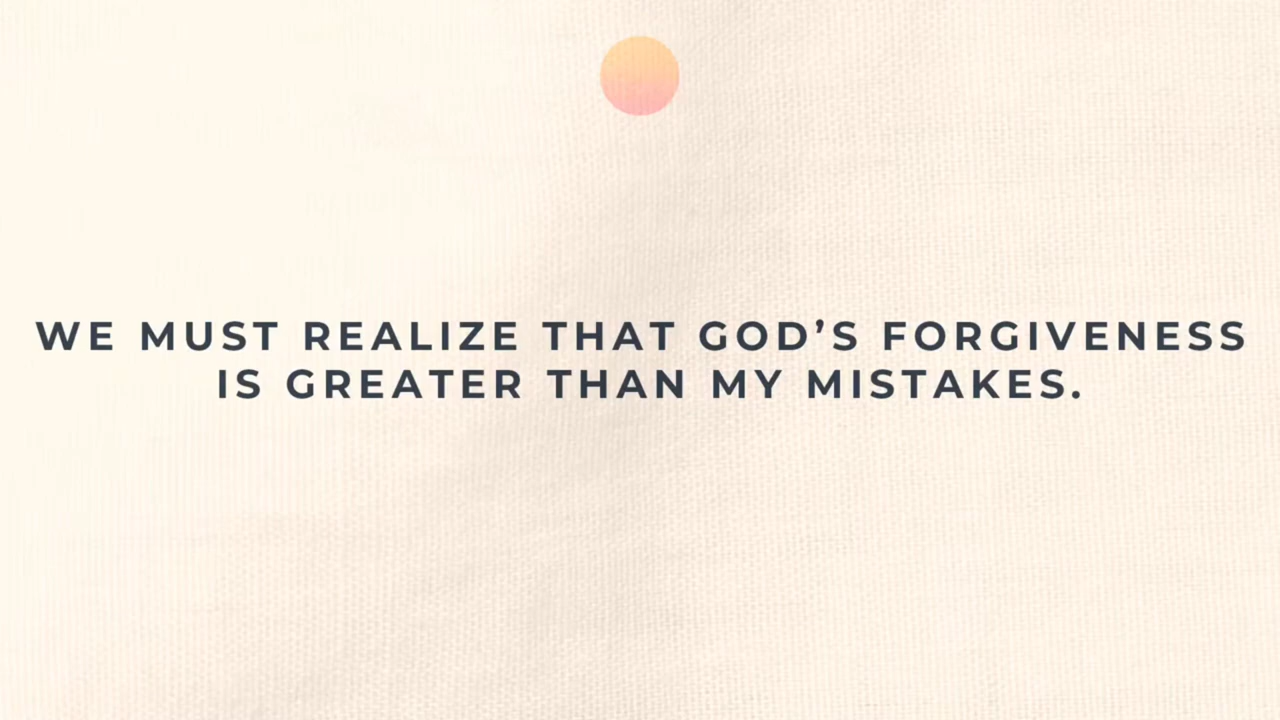 WE MUST REALIZE THAT GOD’S FORGIVENESS
IS GREATER THAN MY MISTAKES.